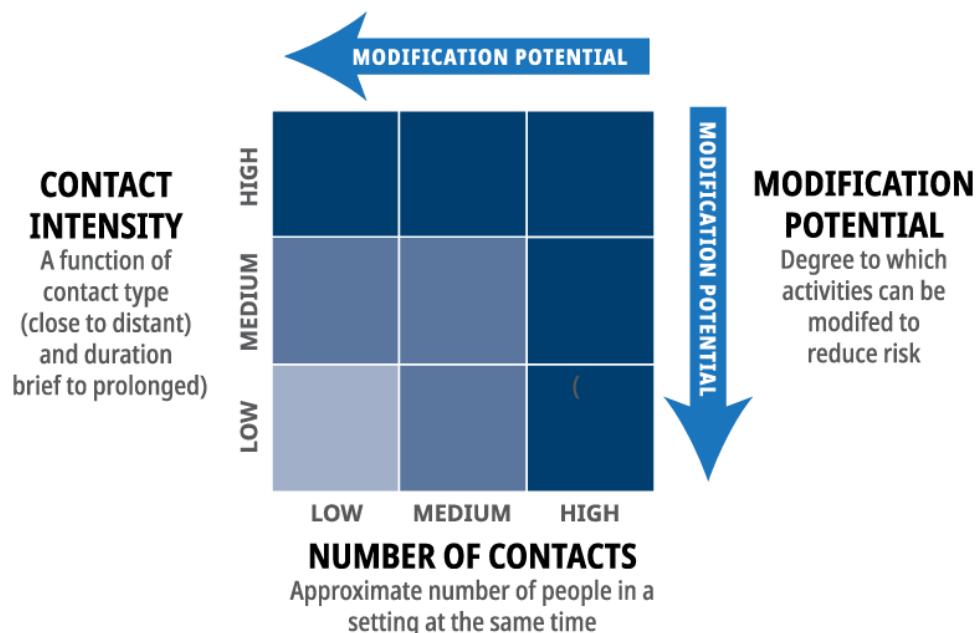 MODIFICATION POTENTIAL
CONTACT
INTENSITY
A function of
contact type
(close to distant)
and duration
brief to prolonged)
HIGH
MEDIUM
LOW
(
MODIFICATION POTENTIAL
MODIFICATION
POTENTIAL
Degree to which
activities can be
modifed to
reduce risk
LOW MEDIUM HIGH
NUMBER OF CONTACTS
Approximate number of people in a
setting at the same time